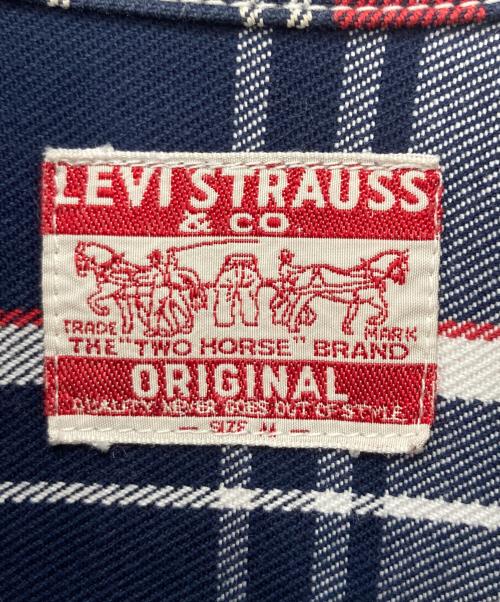 LEVI STRAUSS
& CO.
TRADE MARK
THE "TWO HORSE" BRAND
ORIGINAL
QUALITY NEVER GOES OUT OF STYLE
— SIZE M —